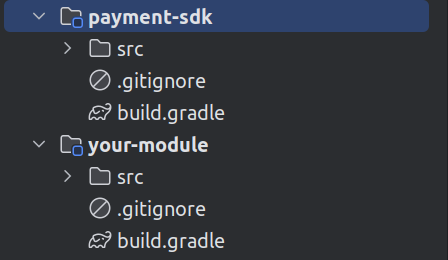 payment-sdk
src
.gitignore
build.gradle
your-module
src
.gitignore
build.gradle